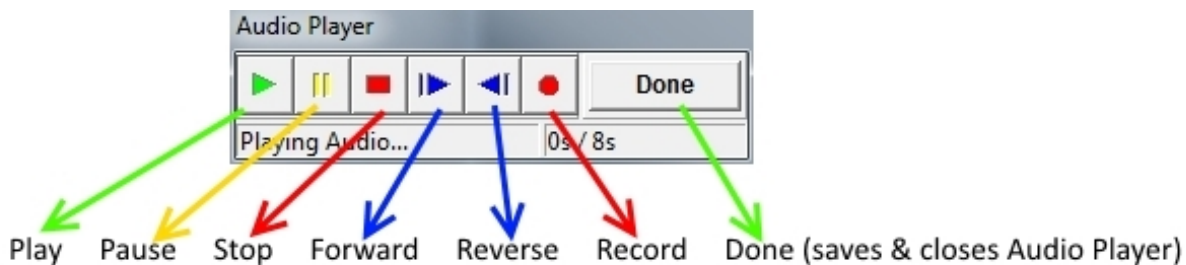 Audio Player
Done
Playing Audio... 0s / 8s
Play Pause Stop Forward Reverse Record Done (saves & closes Audio Player)